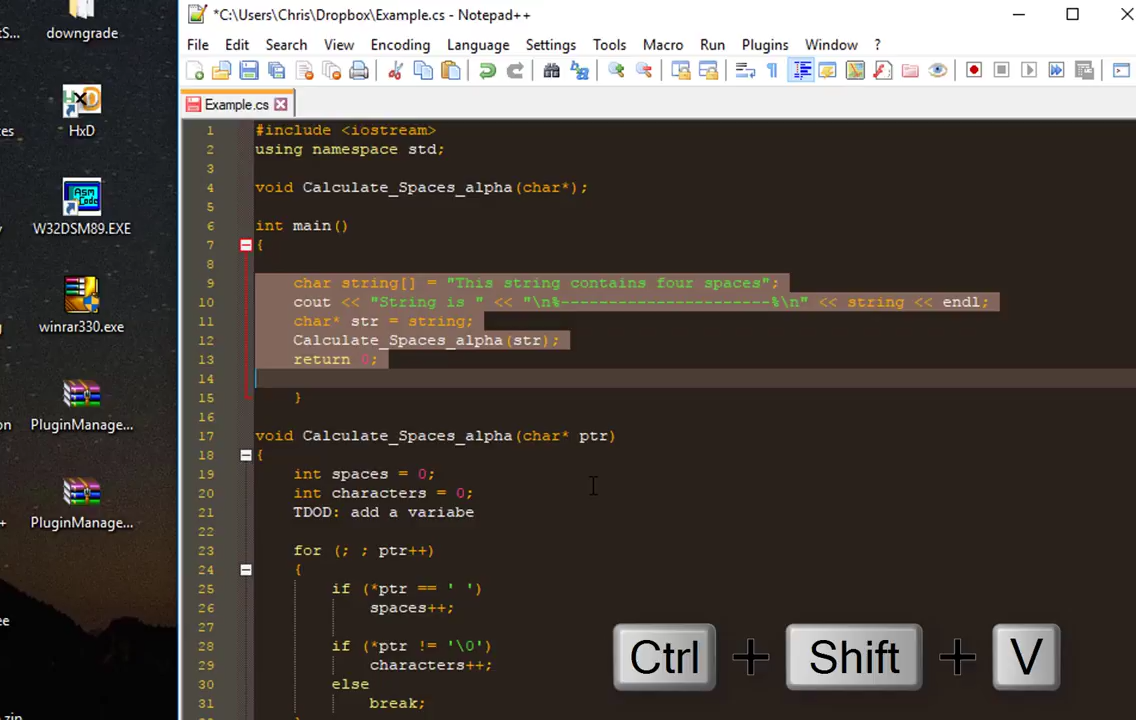 tS...
downgrade
tes
HxD
W32DSM89.EXE
winrar330.exe
on
PluginManage...
PluginManage...
ee
.zip
*C:\Users\Chris\Dropbox\Example.cs - Notepad++
File Edit Search View Encoding Language Settings Tools Macro Run Plugins Window ?
Example.cs
1 #include <iostream>
2 using namespace std;
3
4 void Calculate_Spaces_alpha(char*);
5
6 int main()
7 {
8
9 char string[] = "This string contains four spaces";
10 cout << "String is " << "\n%----------------------%\n" << string << endl;
11 char* str = string;
12 Calculate_Spaces_alpha(str);
13 return 0;
14
15 }
16
17 void Calculate_Spaces_alpha(char* ptr)
18 {
19 int spaces = 0;
20 int characters = 0;
21 TDOD: add a variabe
22
23 for (; ; ptr++)
24 {
25 if (*ptr == ' ')
26 spaces++;
27
28 if (*ptr != '\0')
29 characters++;
30 else
31 break;
Ctrl + Shift + V